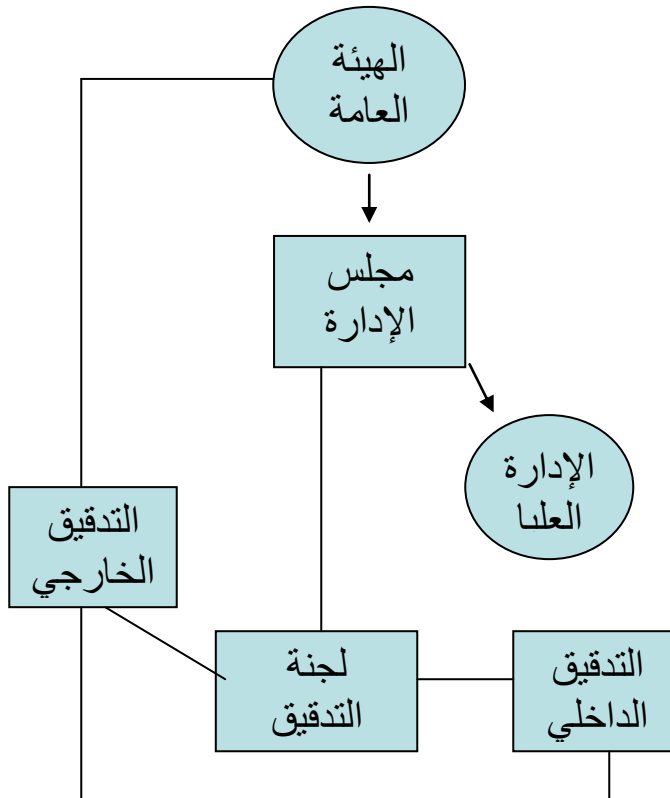 الهيئة
العامة
مجلس
الإدارة
الإدارة
العليا
التدقيق
الخارجي
لجنة
التدقيق
التدقيق
الداخلي